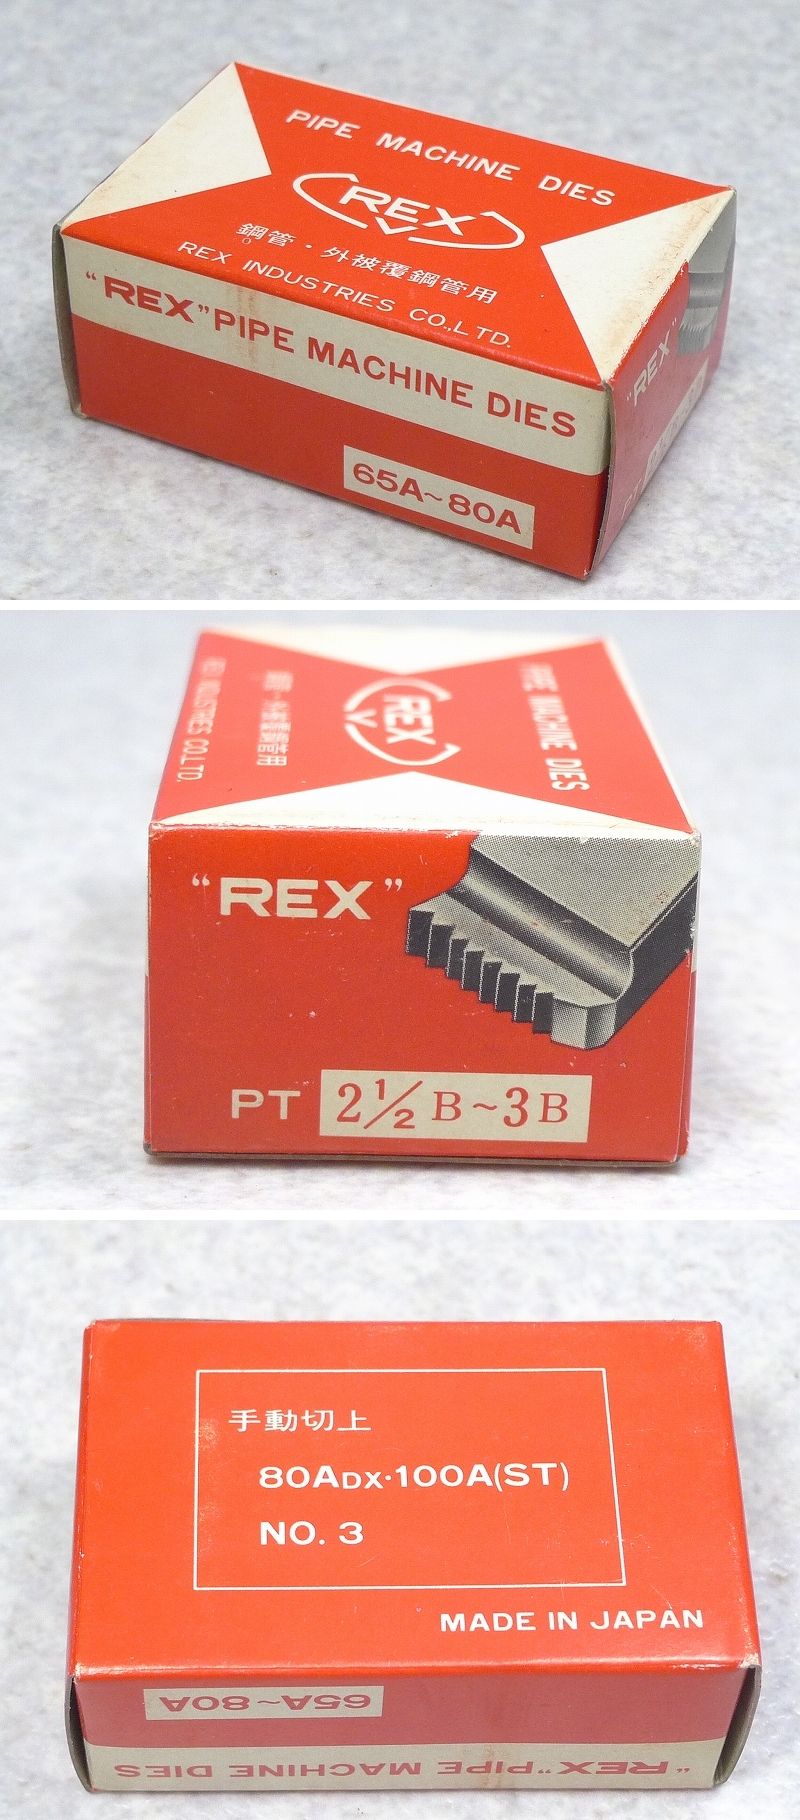 PIPE MACHINE DIES
REX
鋼管・外被覆鋼管用
REX INDUSTRIES CO.,LTD.
"REX" PIPE MACHINE DIES
65A~80A
"REX"
PT
PIPE MACHINE DIES
REX
鋼管・外被覆鋼管用
REX INDUSTRIES CO.,LTD.
"REX"
PT 2½B~3B
手動切上
80ADX・100A(ST)
NO. 3
MADE IN JAPAN
65A~80A
"REX" PIPE MACHINE DIES